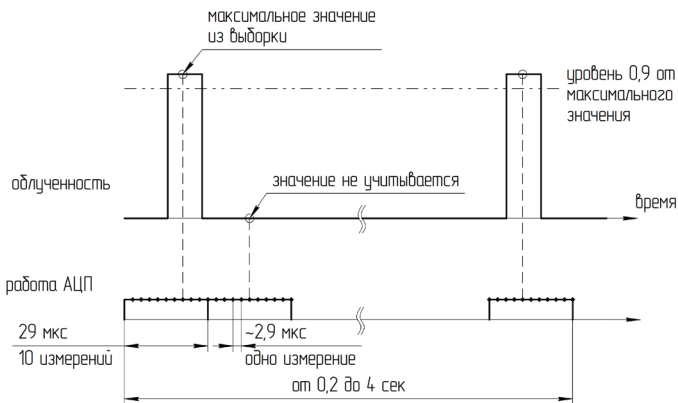 максимальное значение
из выборки
уровень 0,9 от
максимального
значения
облученность
значение не учитывается
время
работа АЦП
29 мкс
10 измерений
~2,9 мкс
одно измерение
от 0,2 до 4 сек